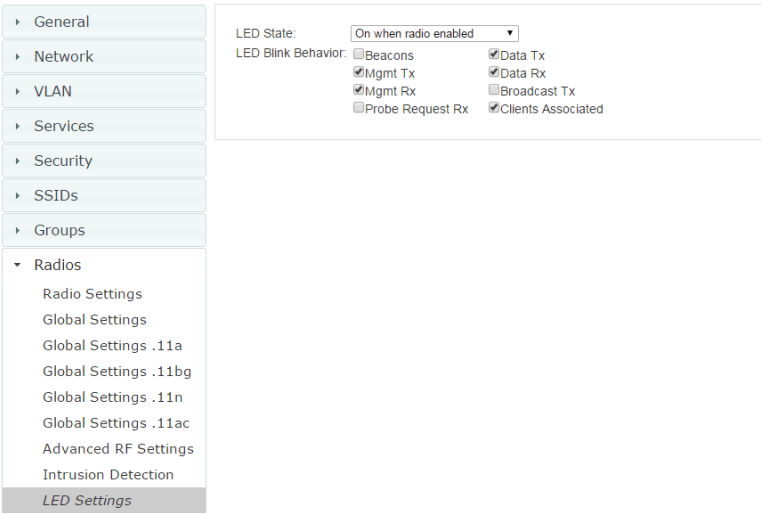 General
Network
VLAN
Services
Security
SSIDs
Groups
Radios
Radio Settings
Global Settings
Global Settings .11a
Global Settings .11bg
Global Settings .11n
Global Settings .11ac
Advanced RF Settings
Intrusion Detection
LED Settings
LED State: On when radio enabled
LED Blink Behavior: Beacons Data Tx
Mgmt Tx Data Rx
Mgmt Rx Broadcast Tx
Probe Request Rx Clients Associated